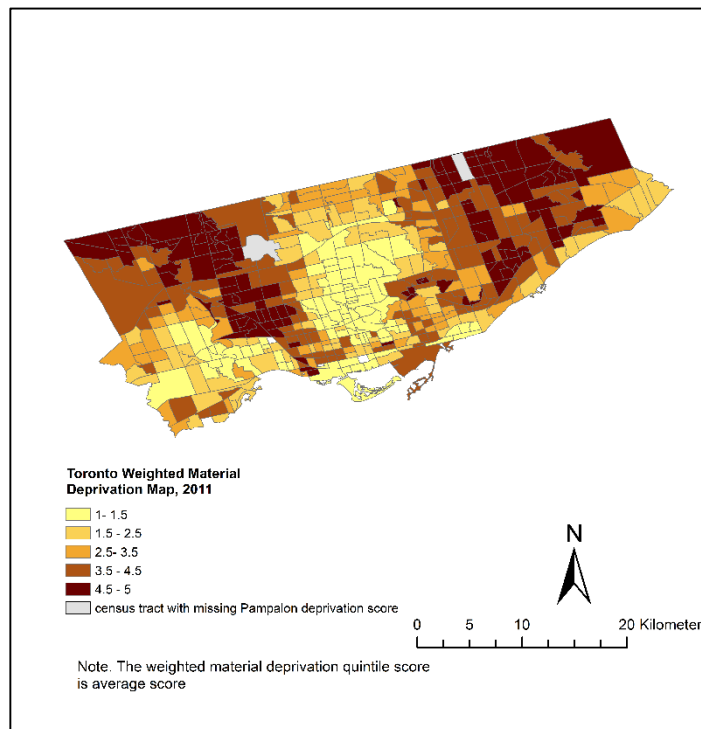 Toronto Weighted Material
Deprivation Map, 2011
1- 1.5
1.5 - 2.5
2.5- 3.5
3.5 - 4.5
4.5 - 5
census tract with missing Pampalon deprivation score
N
0 5 10 20 Kilometer
Note. The weighted material deprivation quintile score
is average score